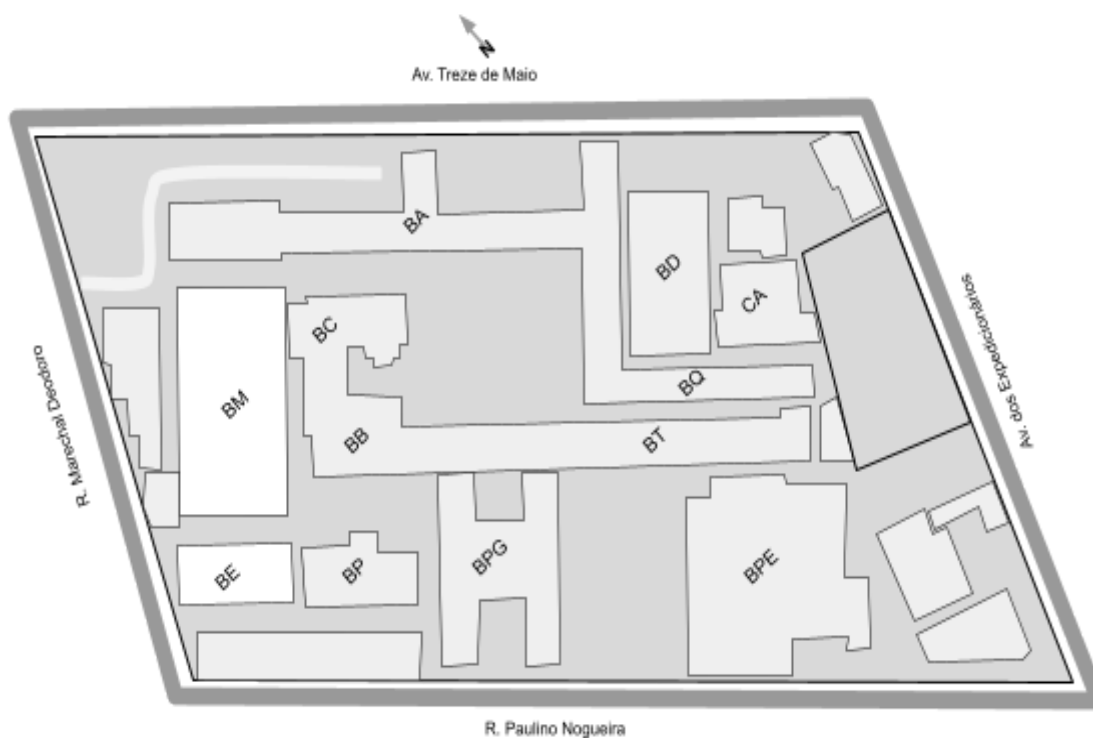 N
Av. Treze de Maio
BA
BD
CA
BC
BQ
BM
BB
BT
R. Marechal Deodoro
Av. dos Expedicionários
BE
BP
BPG
BPE
R. Paulino Nogueira